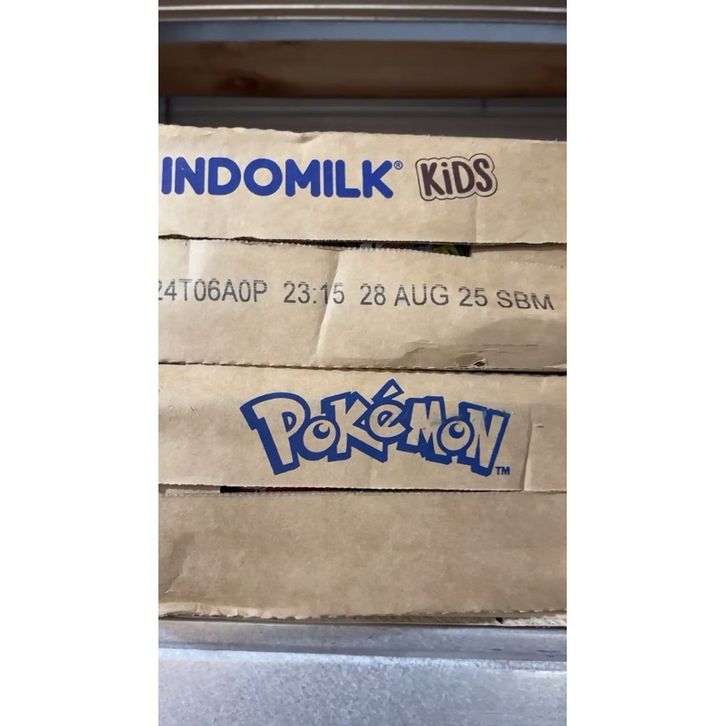 INDOMILK® KiDS
24T06A0P 23:15 28 AUG 25 SBM
POKéMON™